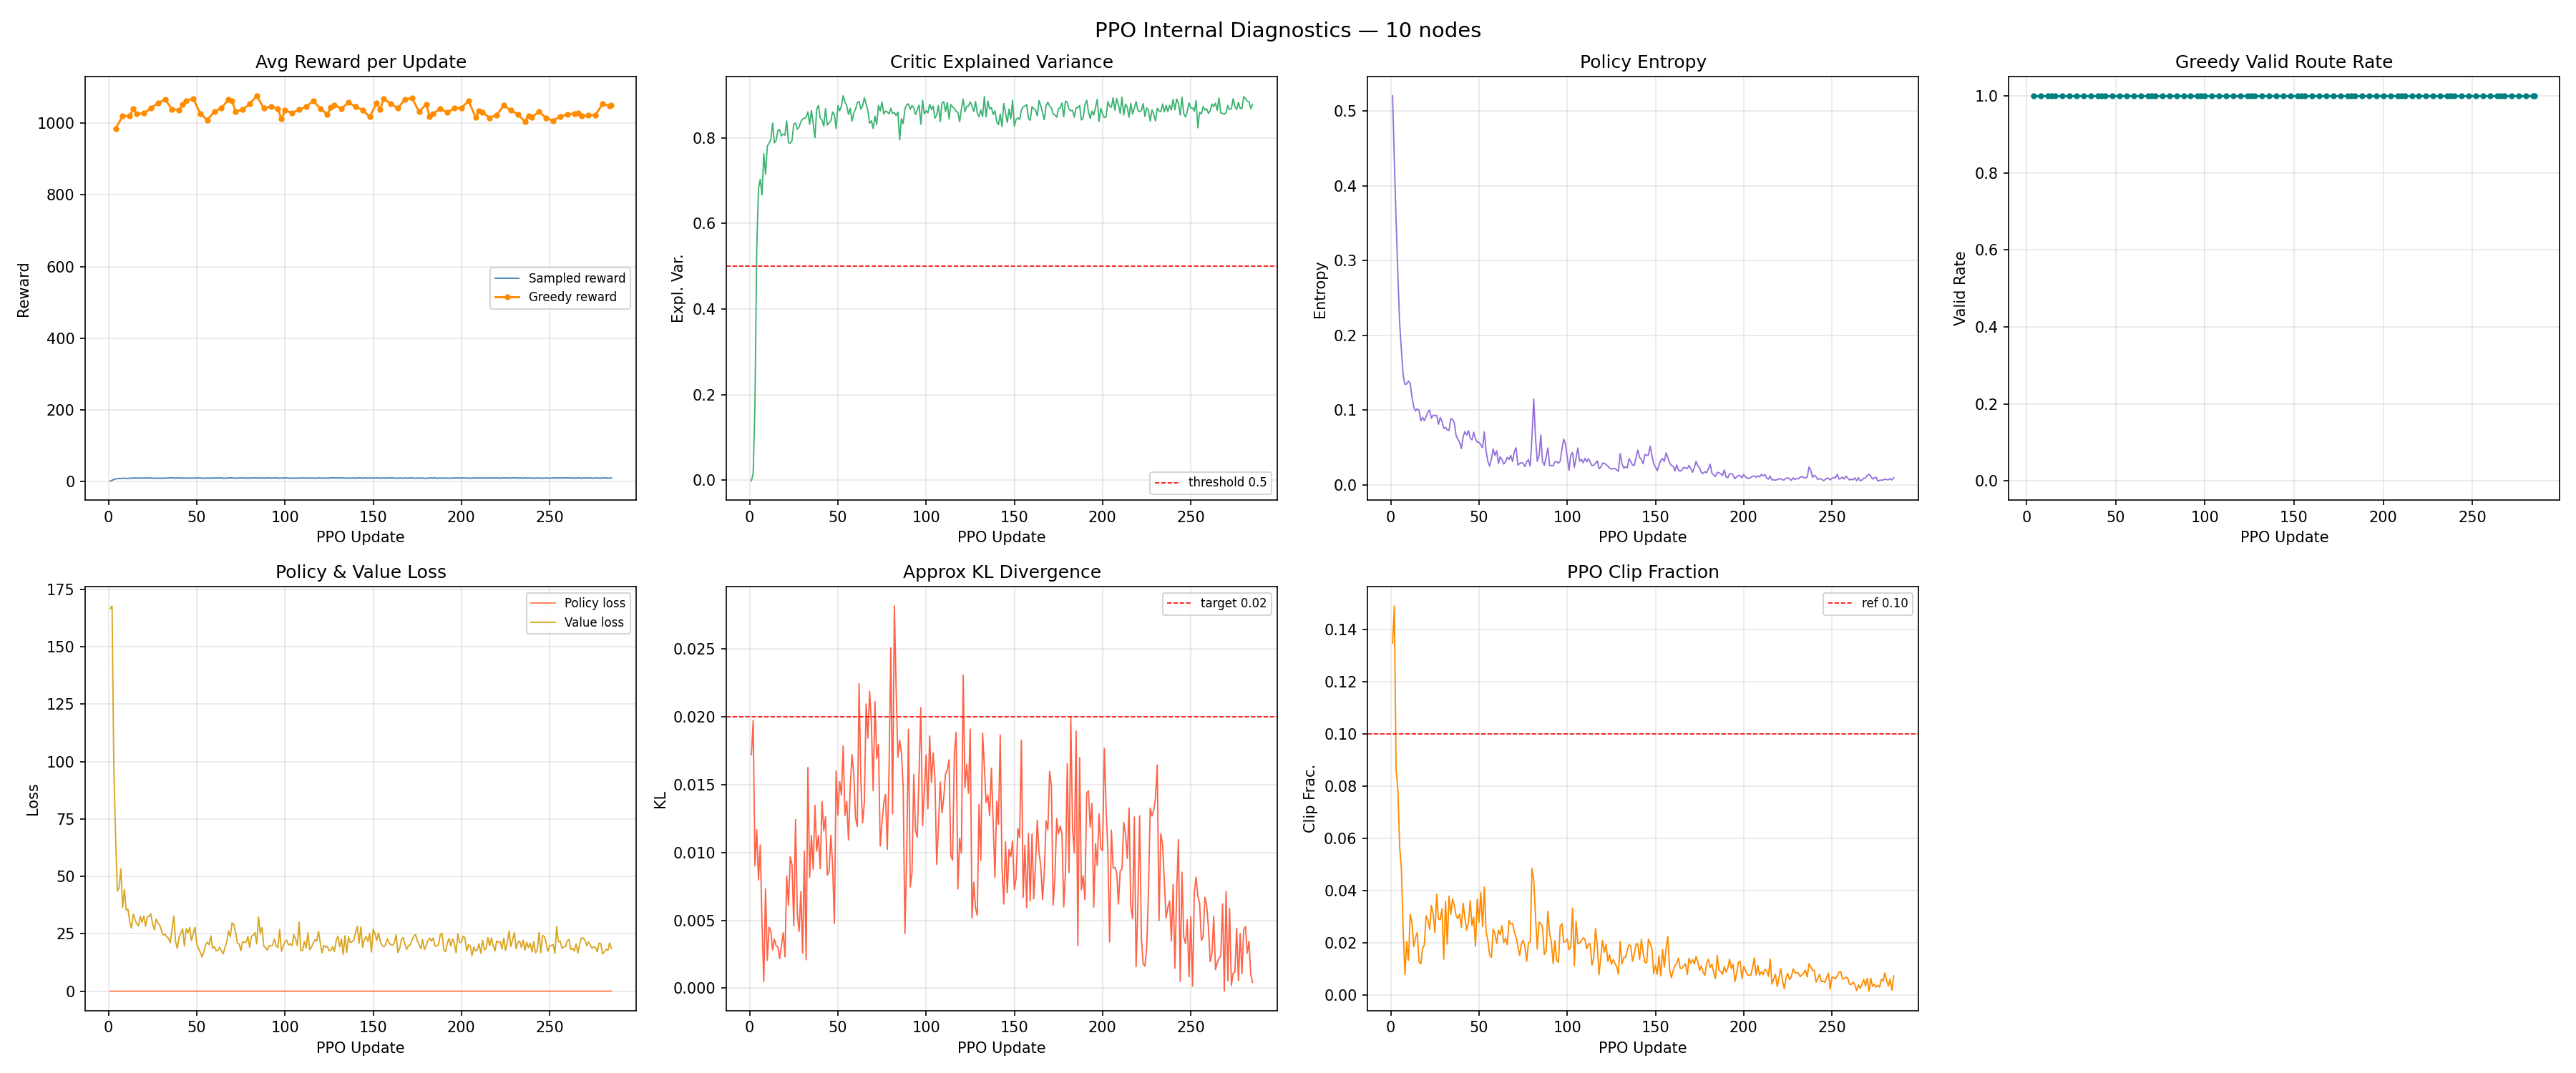 PPO Internal Diagnostics — 10 nodes
Avg Reward per Update
Reward
1000
800
600
400
200
0
Sampled reward
Greedy reward
0 50 100 150 200 250
PPO Update
Critic Explained Variance
Expl. Var.
0.8
0.6
0.4
0.2
0.0
threshold 0.5
0 50 100 150 200 250
PPO Update
Policy Entropy
Entropy
0.5
0.4
0.3
0.2
0.1
0.0
0 50 100 150 200 250
PPO Update
Greedy Valid Route Rate
Valid Rate
1.0
0.8
0.6
0.4
0.2
0.0
0 50 100 150 200 250
PPO Update
Policy & Value Loss
Loss
175
150
125
100
75
50
25
0
Policy loss
Value loss
0 50 100 150 200 250
PPO Update
Approx KL Divergence
KL
0.025
0.020
0.015
0.010
0.005
0.000
target 0.02
0 50 100 150 200 250
PPO Update
PPO Clip Fraction
Clip Frac.
0.14
0.12
0.10
0.08
0.06
0.04
0.02
0.00
ref 0.10
0 50 100 150 200 250
PPO Update